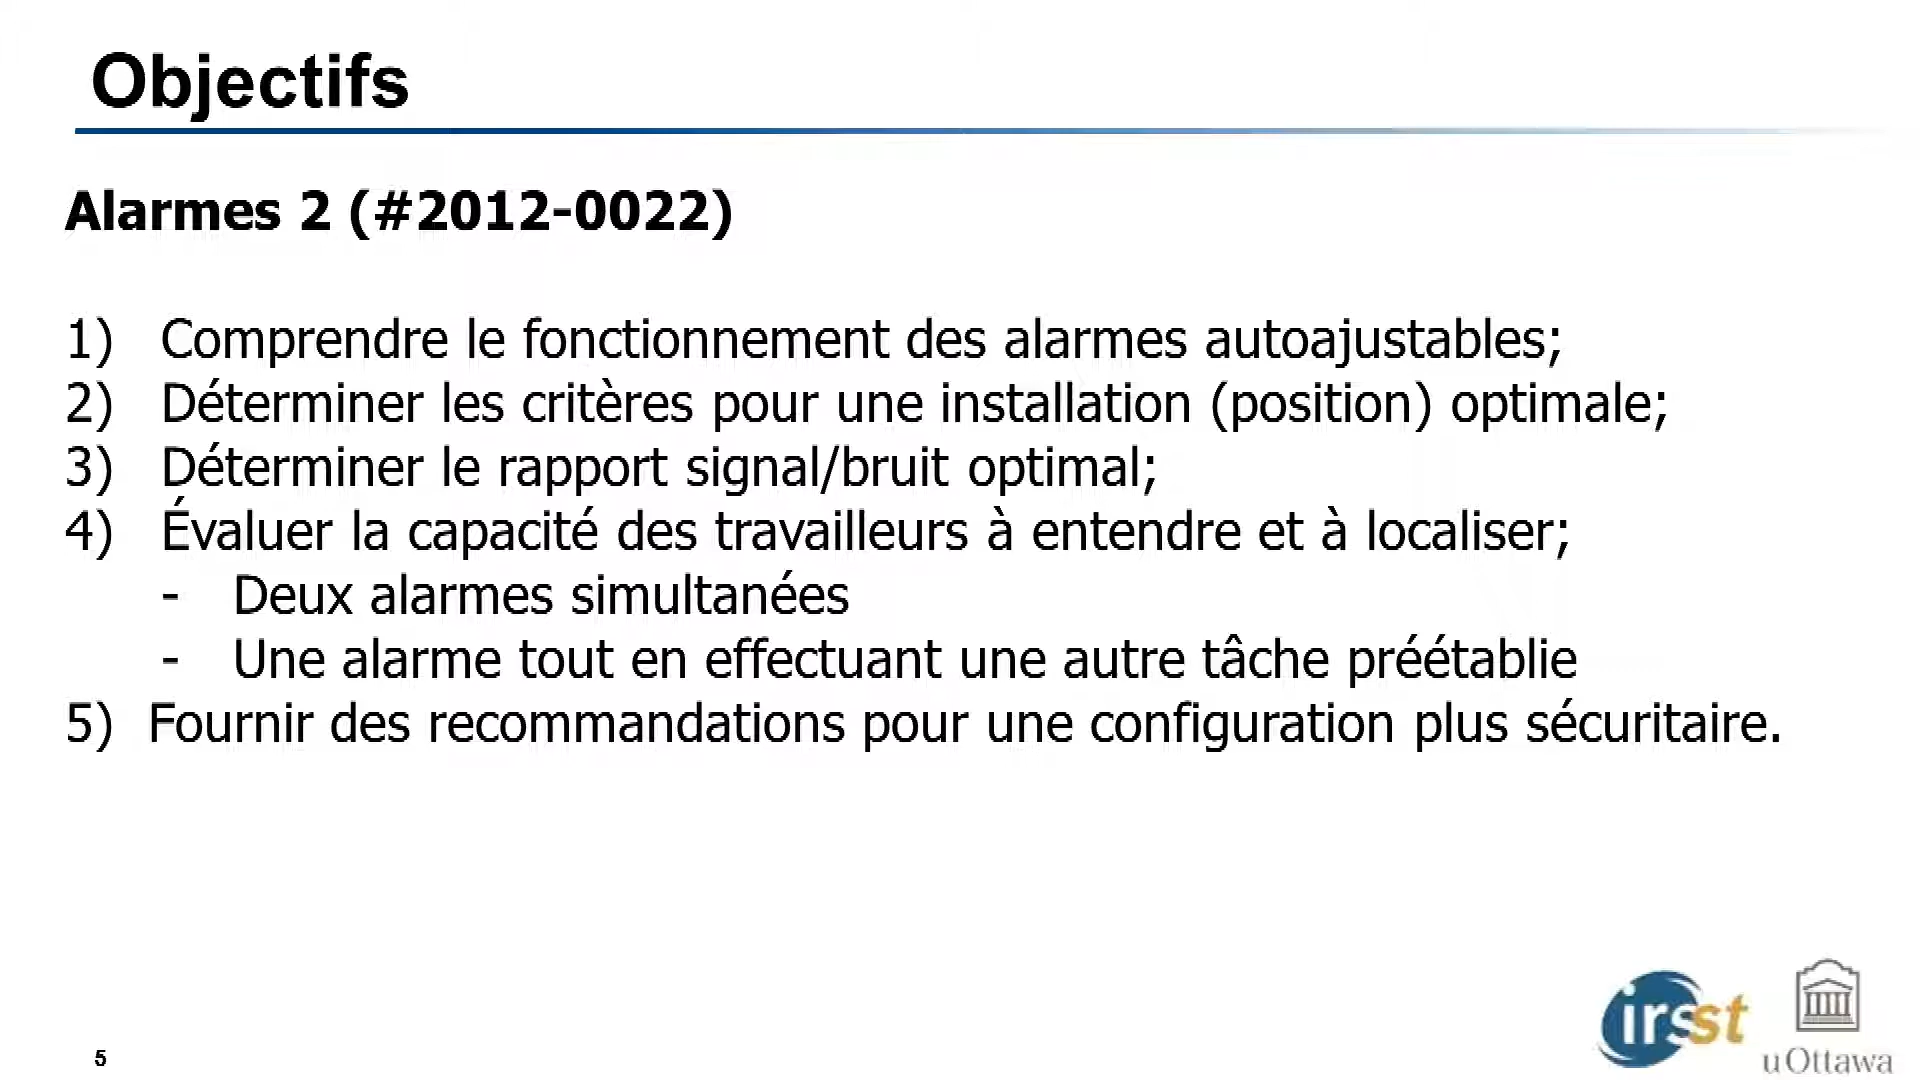 Objectifs
Alarmes 2 (#2012-0022)
1) Comprendre le fonctionnement des alarmes autoajustables;
2) Déterminer les critères pour une installation (position) optimale;
3) Déterminer le rapport signal/bruit optimal;
4) Évaluer la capacité des travailleurs à entendre et à localiser;
- Deux alarmes simultanées
- Une alarme tout en effectuant une autre tâche préétablie
5) Fournir des recommandations pour une configuration plus sécuritaire.
5
irsst
uOttawa